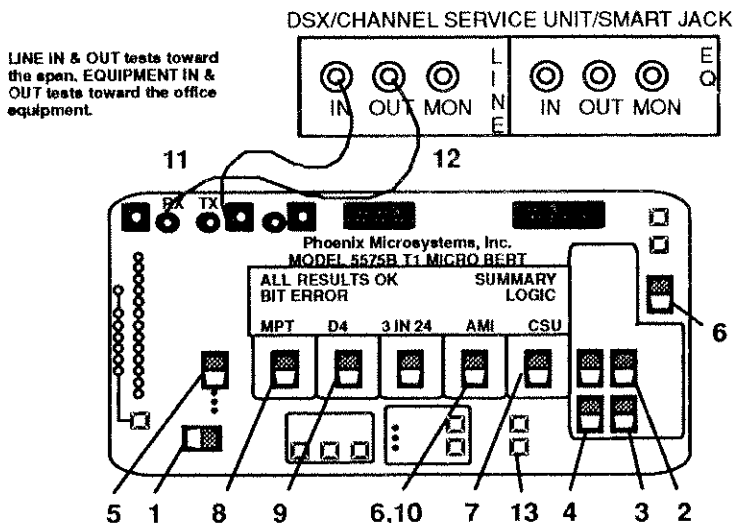 DSX/CHANNEL SERVICE UNIT/SMART JACK
LINE IN & OUT tests toward
the span. EQUIPMENT IN &
OUT tests toward the office
equipment.
IN OUT MON
LINE
IN OUT MON
EQ
11
12
RX TX
Phoenix Microsystems, Inc.
MODEL 5575B T1 MICRO BERT
ALL RESULTS OK SUMMARY
BIT ERROR LOGIC
MPT D4 3 IN 24 AMI CSU
6
5 1 8 9 6,10 7 13 4 3 2